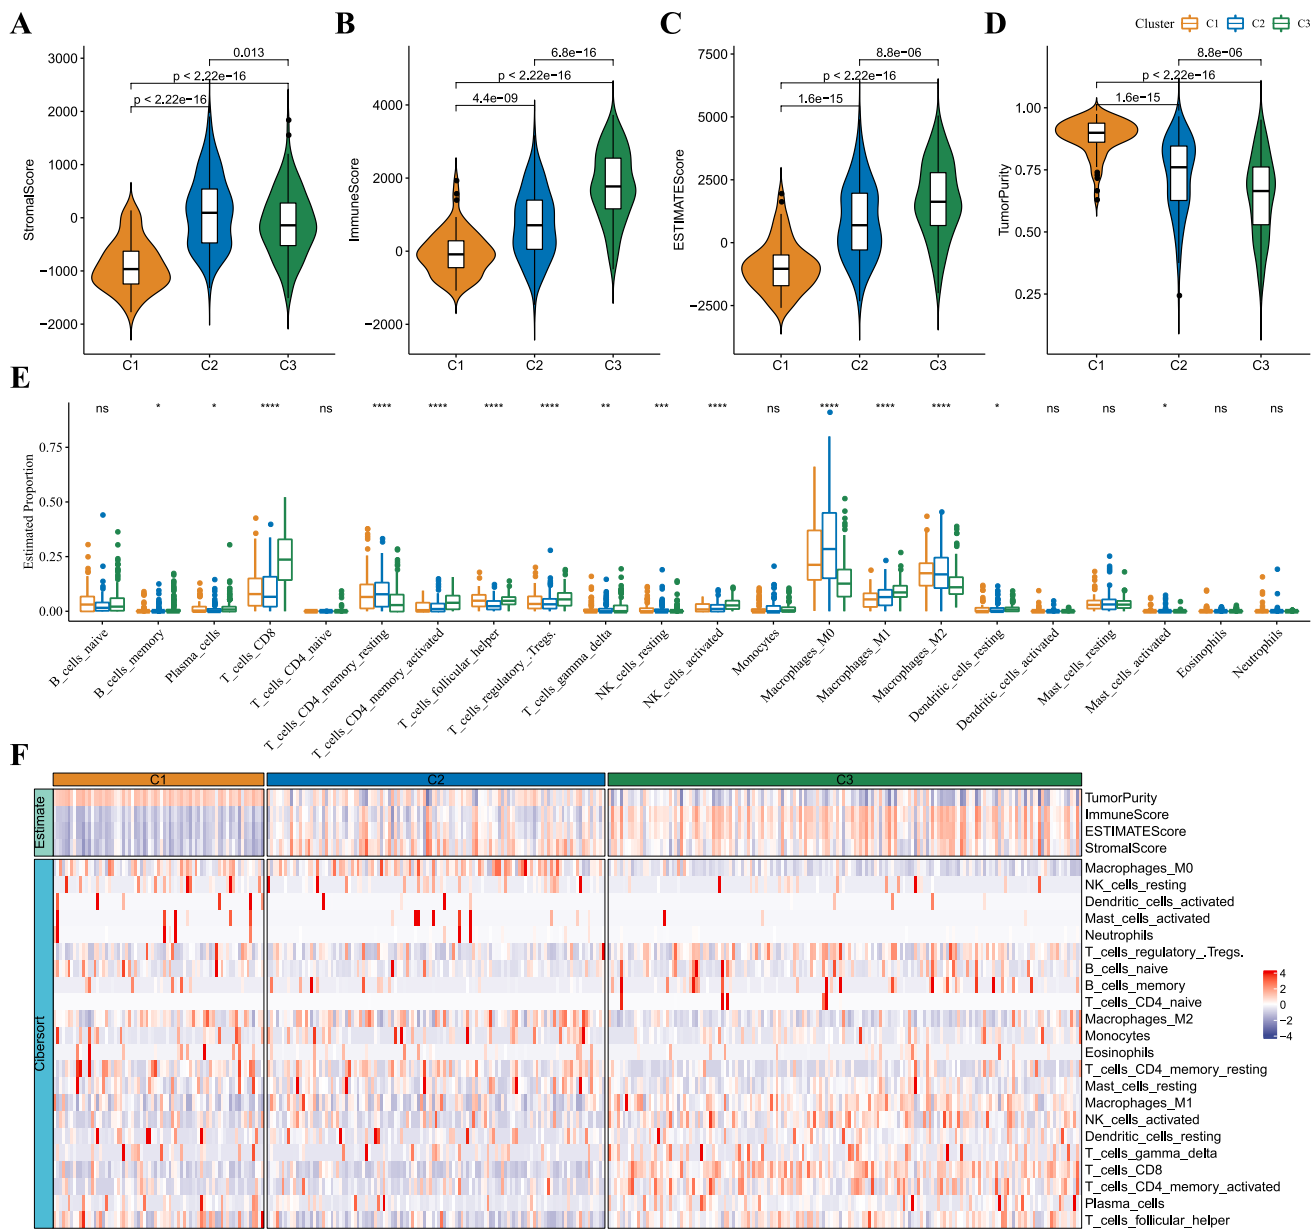 A
B
C
D
Cluster C1 C2 C3
StromalScore
3000
2000
1000
0
−1000
−2000
0.013
p < 2.22e−16
p < 2.22e−16
C1 C2 C3
ImmuneScore
4000
2000
0
−2000
6.8e−16
p < 2.22e−16
4.4e−09
C1 C2 C3
ESTIMATEScore
7500
5000
2500
0
−2500
8.8e−06
p < 2.22e−16
1.6e−15
C1 C2 C3
TumorPurity
1.00
0.75
0.50
0.25
8.8e−06
p < 2.22e−16
1.6e−15
C1 C2 C3
E
ns * * **** ns **** **** **** **** ** *** **** ns **** **** **** * ns ns * ns ns
Estimated Proportion
0.75
0.50
0.25
0.00
B_cells_naive
B_cells_memory
Plasma_cells
T_cells_CD8
T_cells_CD4_naive
T_cells_CD4_memory_resting
T_cells_CD4_memory_activated
T_cells_follicular_helper
T_cells_regulatory_.Tregs.
T_cells_gamma_delta
NK_cells_resting
NK_cells_activated
Monocytes
Macrophages_M0
Macrophages_M1
Macrophages_M2
Dendritic_cells_resting
Dendritic_cells_activated
Mast_cells_resting
Mast_cells_activated
Eosinophils
Neutrophils
F
C1 C2 C3
Estimate
TumorPurity
ImmuneScore
ESTIMATEScore
StromalScore
Cibersort
Macrophages_M0
NK_cells_resting
Dendritic_cells_activated
Mast_cells_activated
Neutrophils
T_cells_regulatory_.Tregs.
B_cells_naive
B_cells_memory
T_cells_CD4_naive
Macrophages_M2
Monocytes
Eosinophils
T_cells_CD4_memory_resting
Mast_cells_resting
Macrophages_M1
NK_cells_activated
Dendritic_cells_resting
T_cells_gamma_delta
T_cells_CD8
T_cells_CD4_memory_activated
Plasma_cells
T_cells_follicular_helper
4
2
0
−2
−4